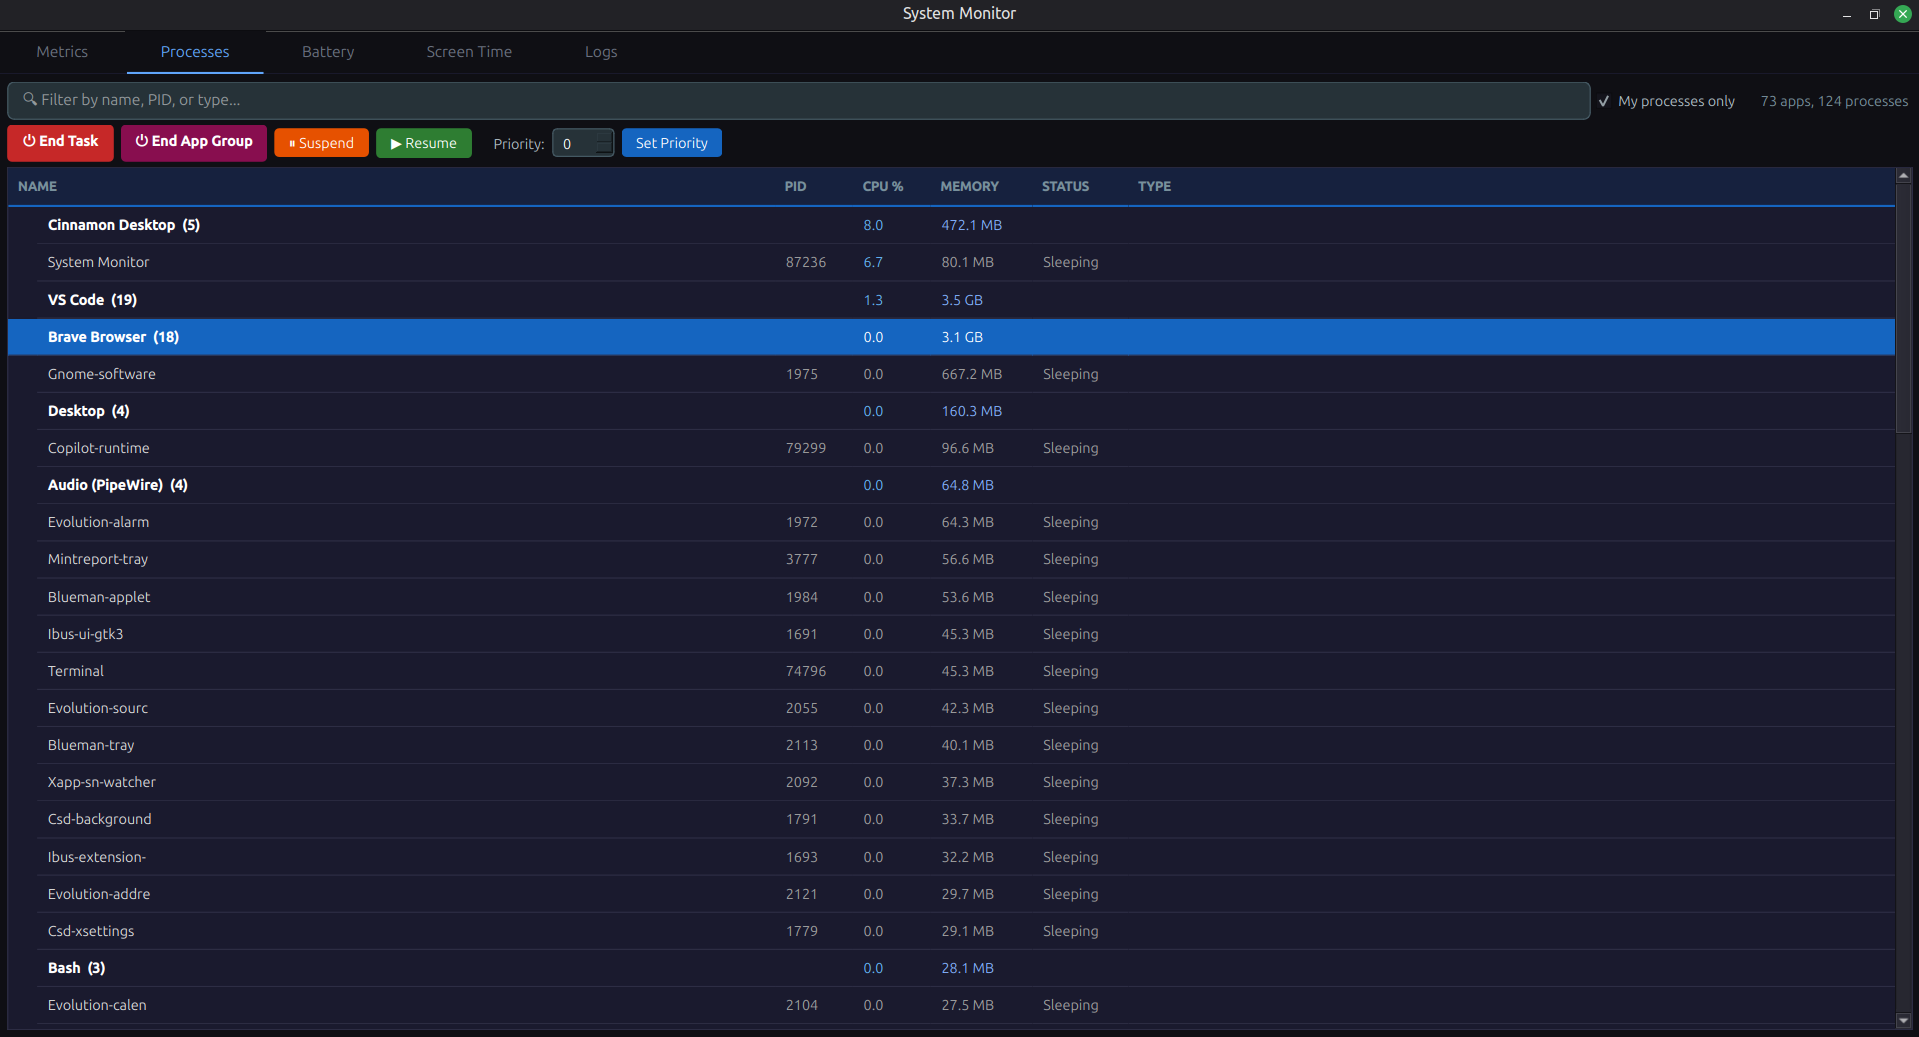 System Monitor
Metrics Processes Battery Screen Time Logs
Filter by name, PID, or type... My processes only 73 apps, 124 processes
End Task End App Group Suspend Resume Priority: 0 Set Priority
NAME PID CPU % MEMORY STATUS TYPE
Cinnamon Desktop (5) 8.0 472.1 MB
System Monitor 87236 6.7 80.1 MB Sleeping
VS Code (19) 1.3 3.5 GB
Brave Browser (18) 0.0 3.1 GB
Gnome-software 1975 0.0 667.2 MB Sleeping
Desktop (4) 0.0 160.3 MB
Copilot-runtime 79299 0.0 96.6 MB Sleeping
Audio (PipeWire) (4) 0.0 64.8 MB
Evolution-alarm 1972 0.0 64.3 MB Sleeping
Mintreport-tray 3777 0.0 56.6 MB Sleeping
Blueman-applet 1984 0.0 53.6 MB Sleeping
Ibus-ui-gtk3 1691 0.0 45.3 MB Sleeping
Terminal 74796 0.0 45.3 MB Sleeping
Evolution-sourc 2055 0.0 42.3 MB Sleeping
Blueman-tray 2113 0.0 40.1 MB Sleeping
Xapp-sn-watcher 2092 0.0 37.3 MB Sleeping
Csd-background 1791 0.0 33.7 MB Sleeping
Ibus-extension- 1693 0.0 32.2 MB Sleeping
Evolution-addre 2121 0.0 29.7 MB Sleeping
Csd-xsettings 1779 0.0 29.1 MB Sleeping
Bash (3) 0.0 28.1 MB
Evolution-calen 2104 0.0 27.5 MB Sleeping